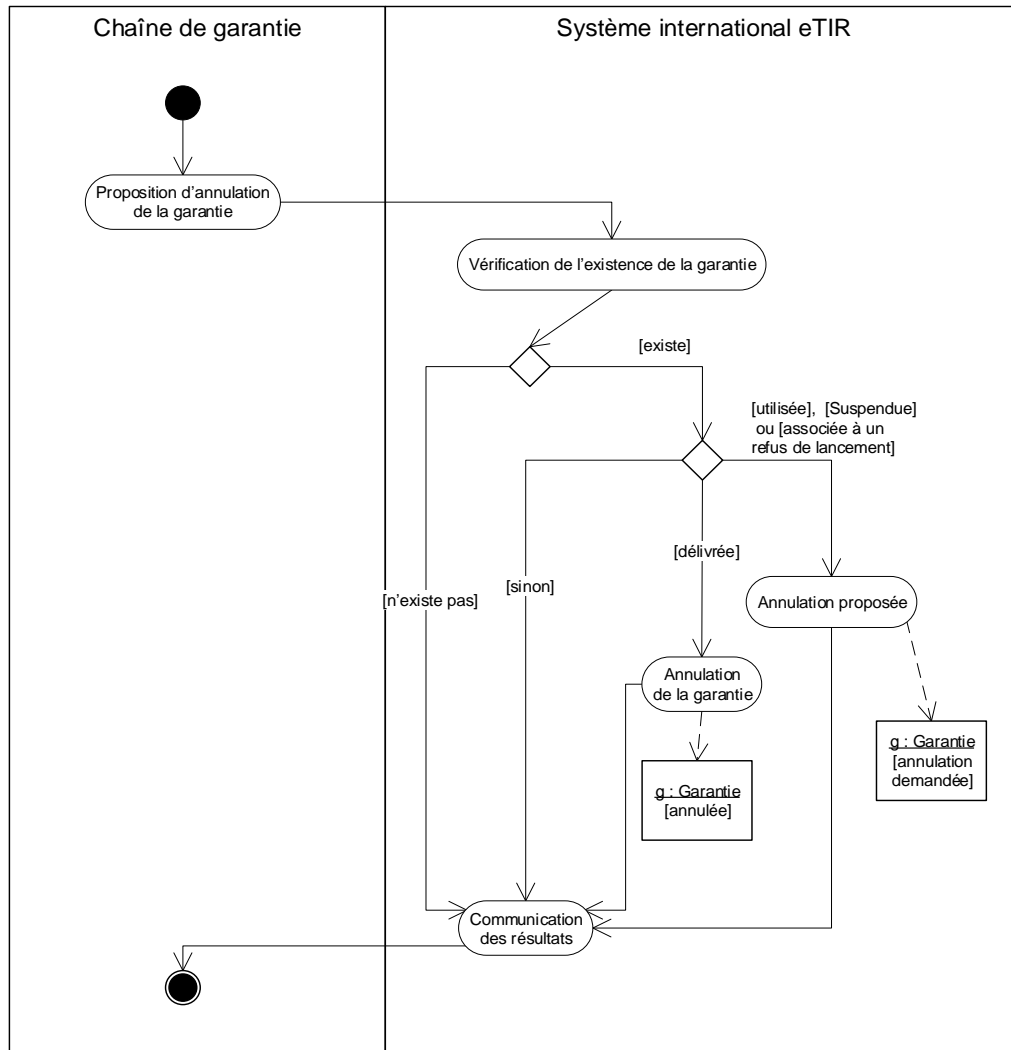 Chaîne de garantie
Système international eTIR
Proposition d'annulation
de la garantie
Vérification de l'existence de la garantie
[existe]
[utilisée], [Suspendue]
ou [associée à un
refus de lancement]
[délivrée]
[sinon]
[n'existe pas]
Annulation proposée
Annulation
de la garantie
g : Garantie
[annulation
demandée]
g : Garantie
[annulée]
Communication
des résultats